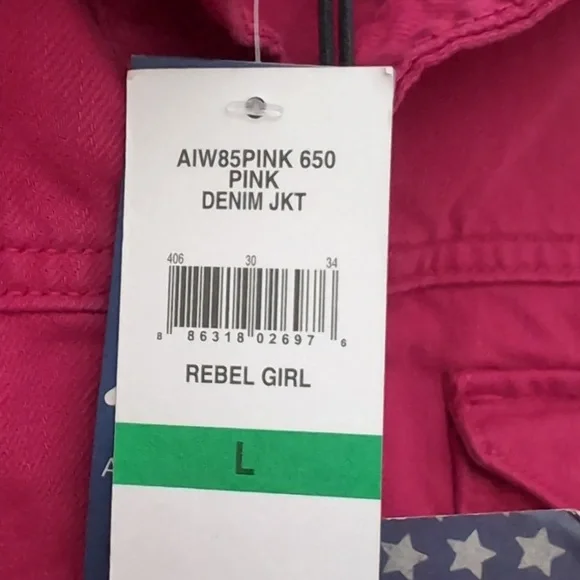 AIW85PINK 650
PINK
DENIM JKT
406 30 34
8 86318 02697 6
REBEL GIRL
L
A